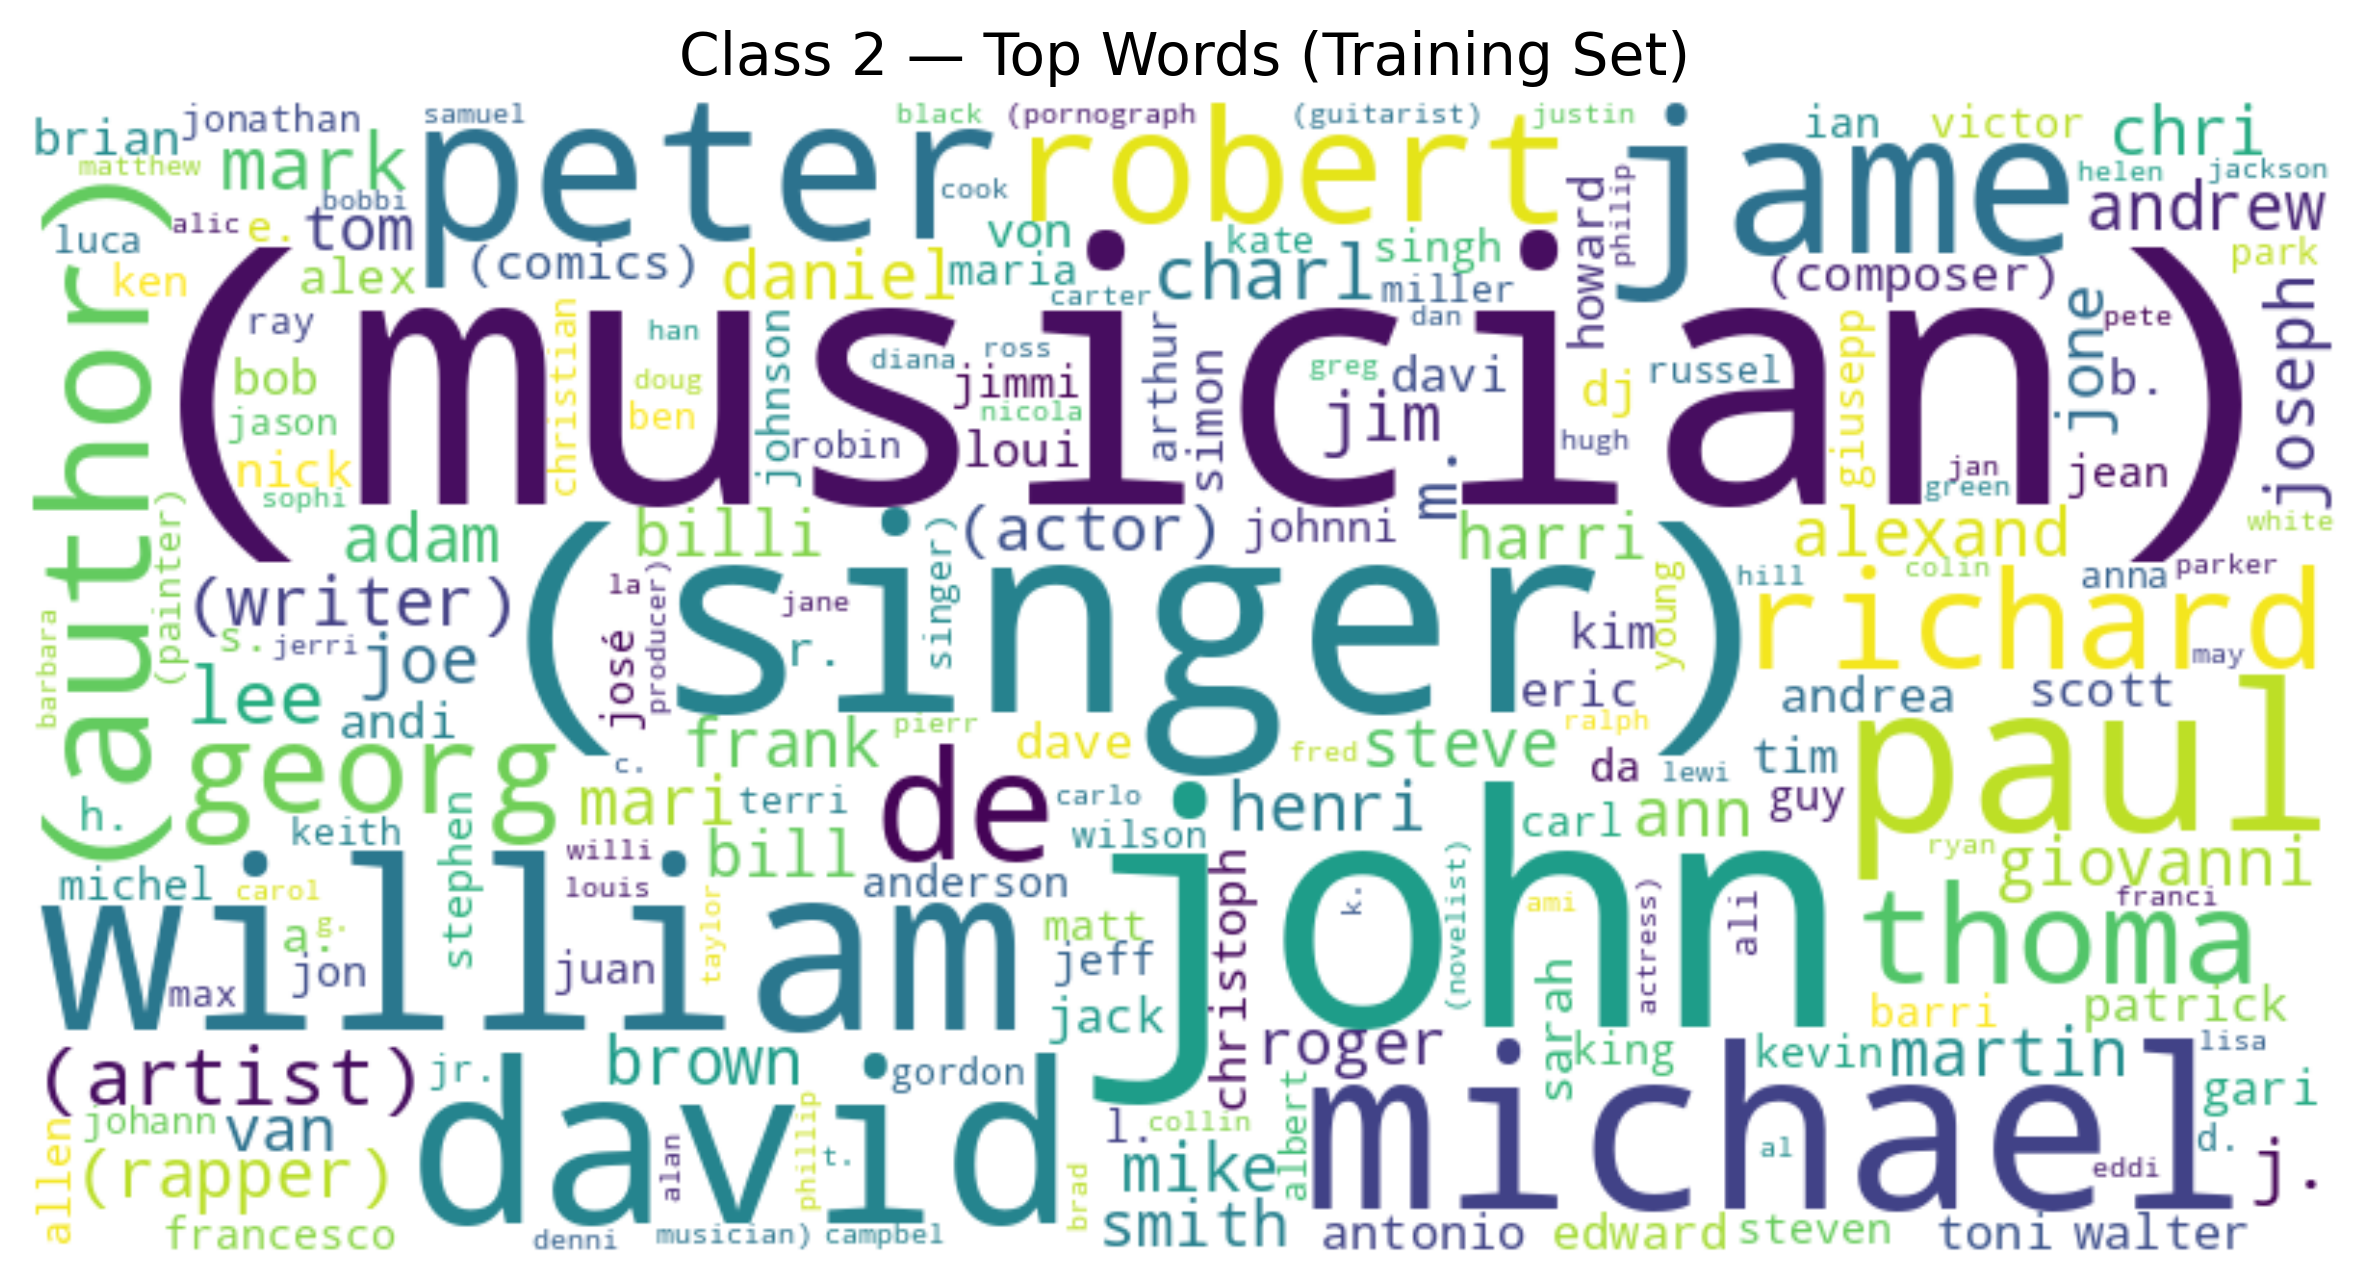 Class 2 — Top Words (Training Set)
brian jonathan samuel black (pornograph (guitarist) justin ian victor chri
matthew mark peter robert jame helen jackson
bobbi cook howard philip andrew
luca alic e. tom von kate singh park
ken alex (comics) daniel maria charl (composer)
carter miller
(author) (musician) joseph
ray christian han johnson diana ross arthur dan giusepp jone pete
bob doug jimmi simon greg davi dj russel b.
jason ben nicola jim
nick robin loui m. hugh jan jean
sophi green
(painter) adam billi singer) (actor) johnni harri alexand white
(writer) la producer) jane (singer) young hill colin anna parker
barbara s. jerri joe josé r. kim richard may
lee andi eric andrea scott
georg frank pierr dave fred steve ralph paul
c. de da lewi tim
h. keith stephen mari terri carlo henri carl ann guy
willi bill wilson john ryan giovanni
michel carol louis taylor anderson christoph k. (novelist) ami actress) ali franci
william a. g. matt thoma
max jon juan jeff sarah
jack barri patrick
(artist) jr. brown gordon roger king kevin martin lisa
johann van david michael gari
allen (rapper) alan phillip t. brad l. collin albert al d.
mike eddi j.
francesco denni musician) campbel smith antonio edward steven toni walter